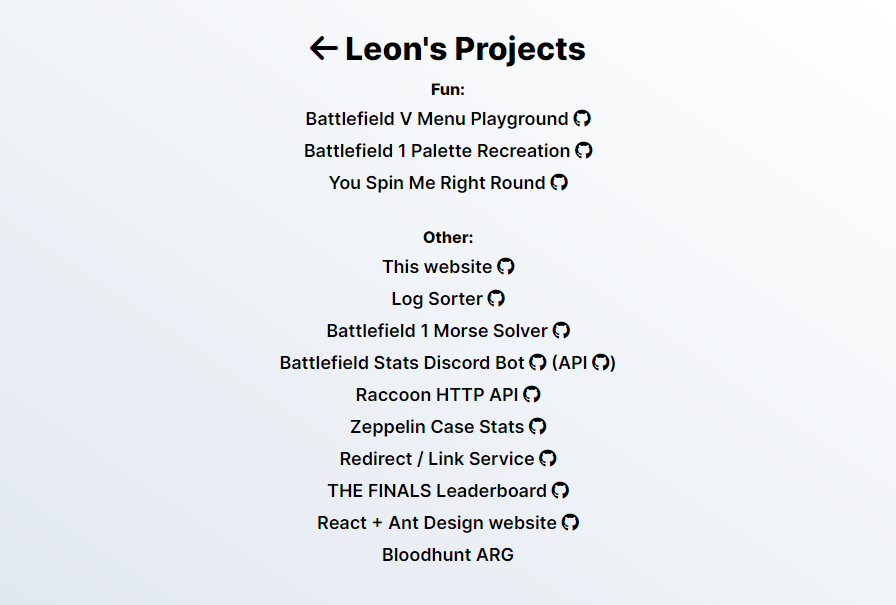 Leon's Projects
Fun:
Battlefield V Menu Playground
Battlefield 1 Palette Recreation
You Spin Me Right Round
Other:
This website
Log Sorter
Battlefield 1 Morse Solver
Battlefield Stats Discord Bot (API)
Raccoon HTTP API
Zeppelin Case Stats
Redirect / Link Service
THE FINALS Leaderboard
React + Ant Design website
Bloodhunt ARG